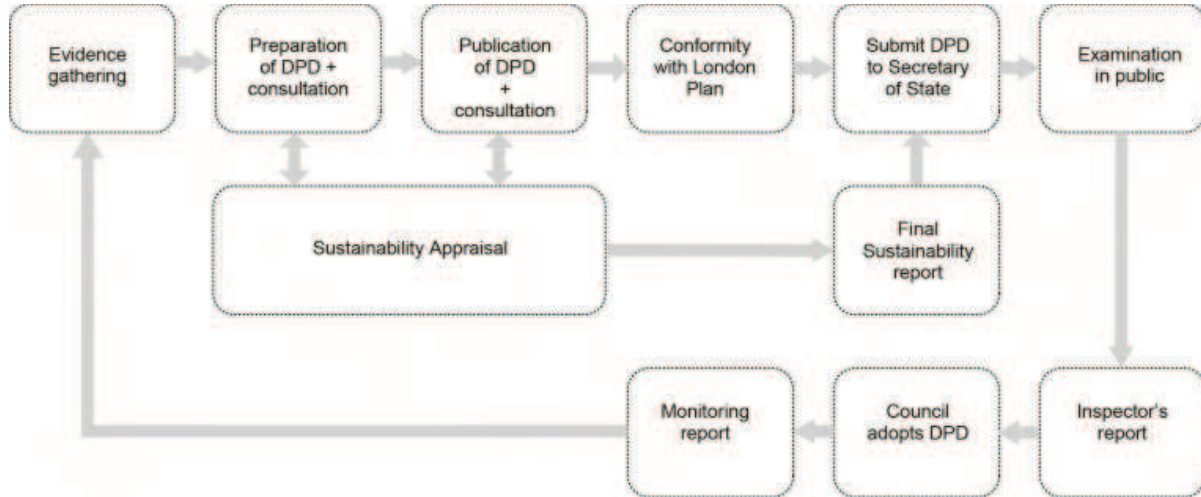 Evidence
gathering
Preparation
of DPD +
consultation
Publication
of DPD
+
consultation
Conformity
with London
Plan
Submit DPD
to Secretary
of State
Examination
in public
Sustainability Appraisal
Final
Sustainability
report
Monitoring
report
Council
adopts DPD
Inspector's
report